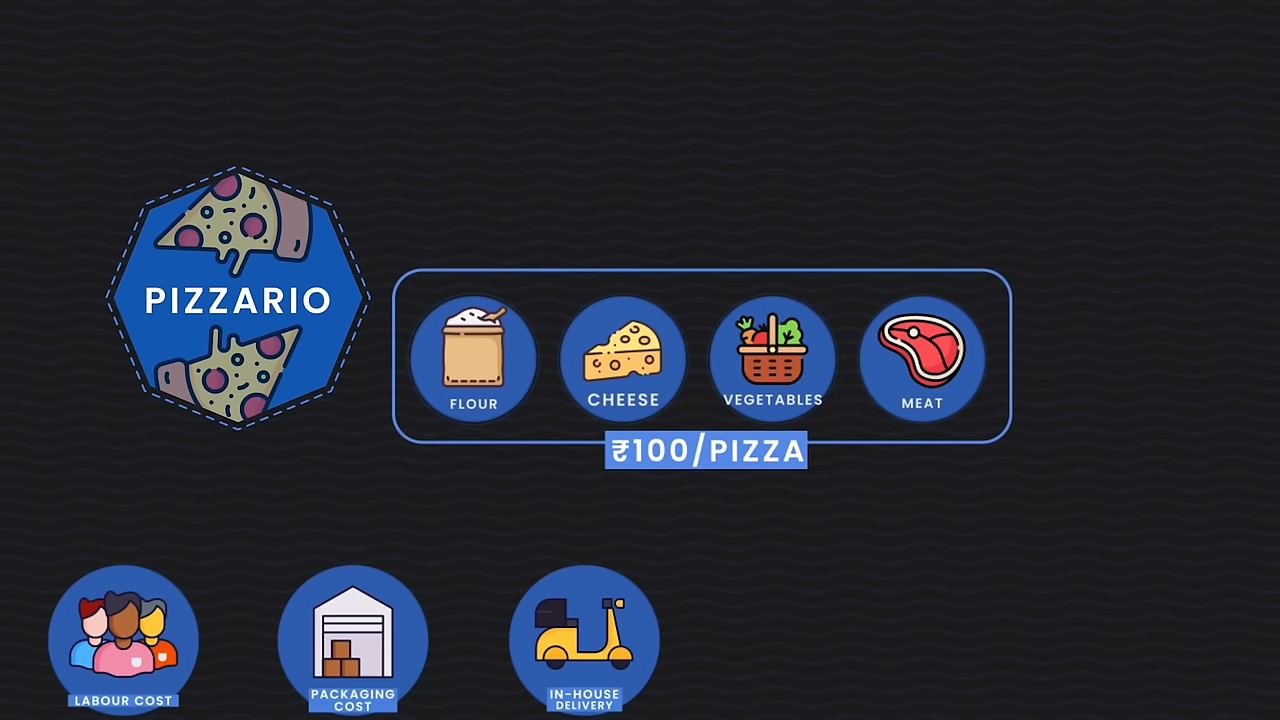 PIZZARIO
FLOUR
CHEESE
VEGETABLES
MEAT
₹100/PIZZA
LABOUR COST
PACKAGING
COST
IN-HOUSE
DELIVERY